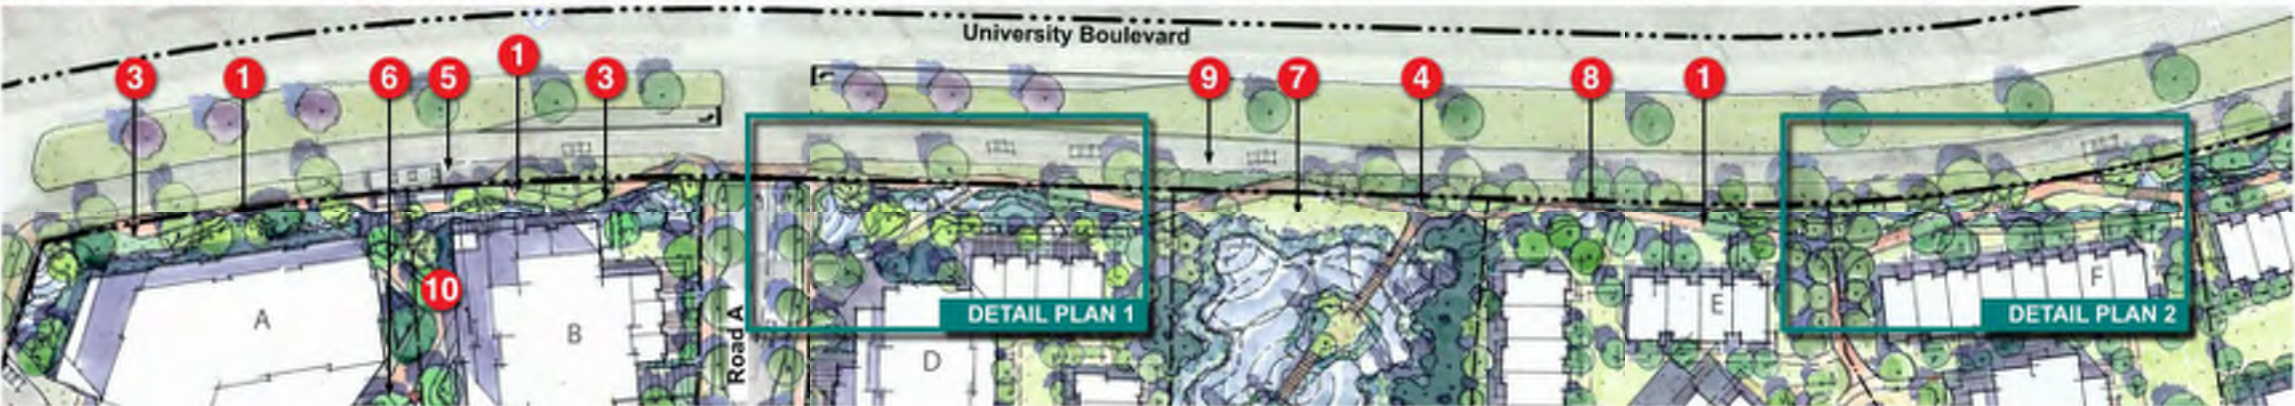 University Boulevard
3
1
6
5
1
3
9
7
4
8
1
10
A
B
Road A
D
DETAIL PLAN 1
E
F
DETAIL PLAN 2